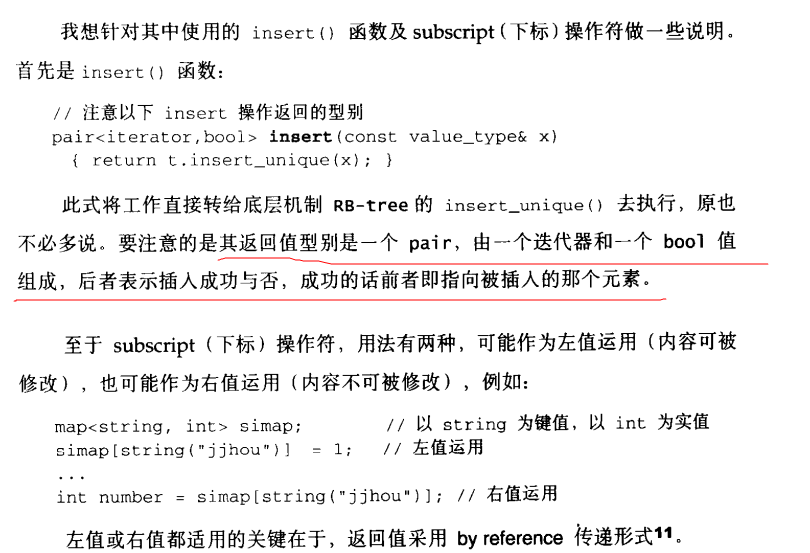 我想针对其中使用的 insert() 函数及 subscript(下标)操作符做一些说明。
首先是 insert() 函数:
// 注意以下 insert 操作返回的型别
pair<iterator,bool> insert(const value_type& x)
{ return t.insert_unique(x); }
此式将工作直接转给底层机制 RB-tree 的 insert_unique() 去执行,原也
不必多说。要注意的是其返回值型别是一个 pair,由一个迭代器和一个 bool 值
组成,后者表示插入成功与否,成功的话前者即指向被插入的那个元素。
至于 subscript(下标)操作符,用法有两种,可能作为左值运用(内容可被
修改),也可能作为右值运用(内容不可被修改),例如:
map<string, int> simap; // 以 string 为键值,以 int 为实值
simap[string("jjhou")] = 1; // 左值运用
...
int number = simap[string("jjhou")]; // 右值运用
左值或右值都适用的关键在于,返回值采用 by reference 传递形式11。